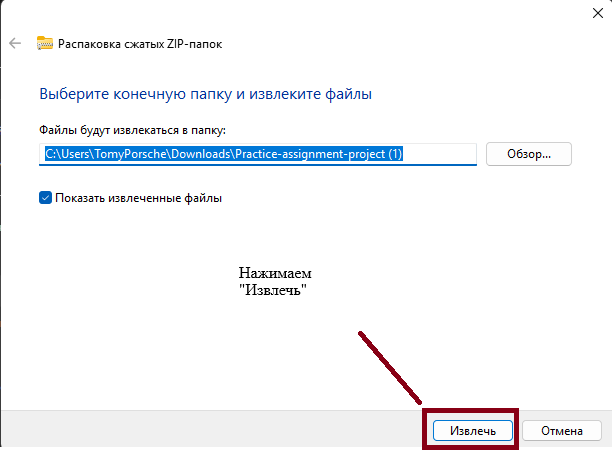 Распаковка сжатых ZIP-папок
Выберите конечную папку и извлеките файлы
Файлы будут извлекаться в папку:
C:\Users\TomyPorsche\Downloads\Practice-assignment-project (1)
Обзор...
Показать извлеченные файлы
Нажимаем
"Извлечь"
Извлечь
Отмена